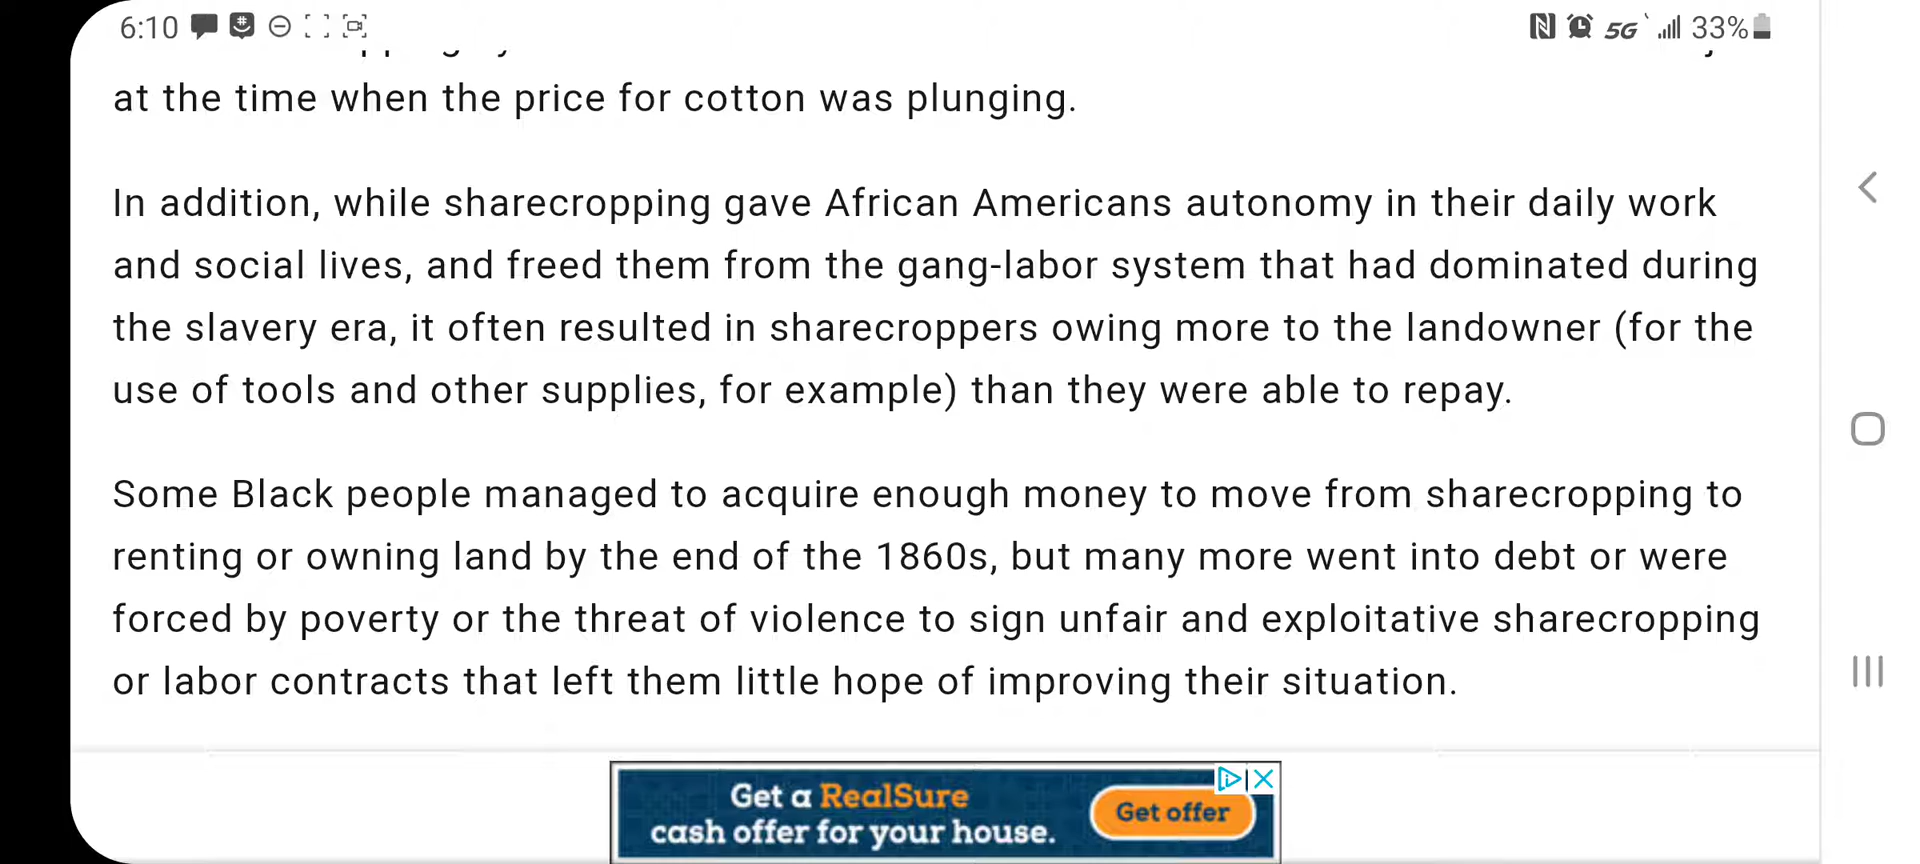 6:10
5G
33%
at the time when the price for cotton was plunging.
In addition, while sharecropping gave African Americans autonomy in their daily work
and social lives, and freed them from the gang-labor system that had dominated during
the slavery era, it often resulted in sharecroppers owing more to the landowner (for the
use of tools and other supplies, for example) than they were able to repay.
Some Black people managed to acquire enough money to move from sharecropping to
renting or owning land by the end of the 1860s, but many more went into debt or were
forced by poverty or the threat of violence to sign unfair and exploitative sharecropping
or labor contracts that left them little hope of improving their situation.
Get a RealSure
cash offer for your house.
Get offer